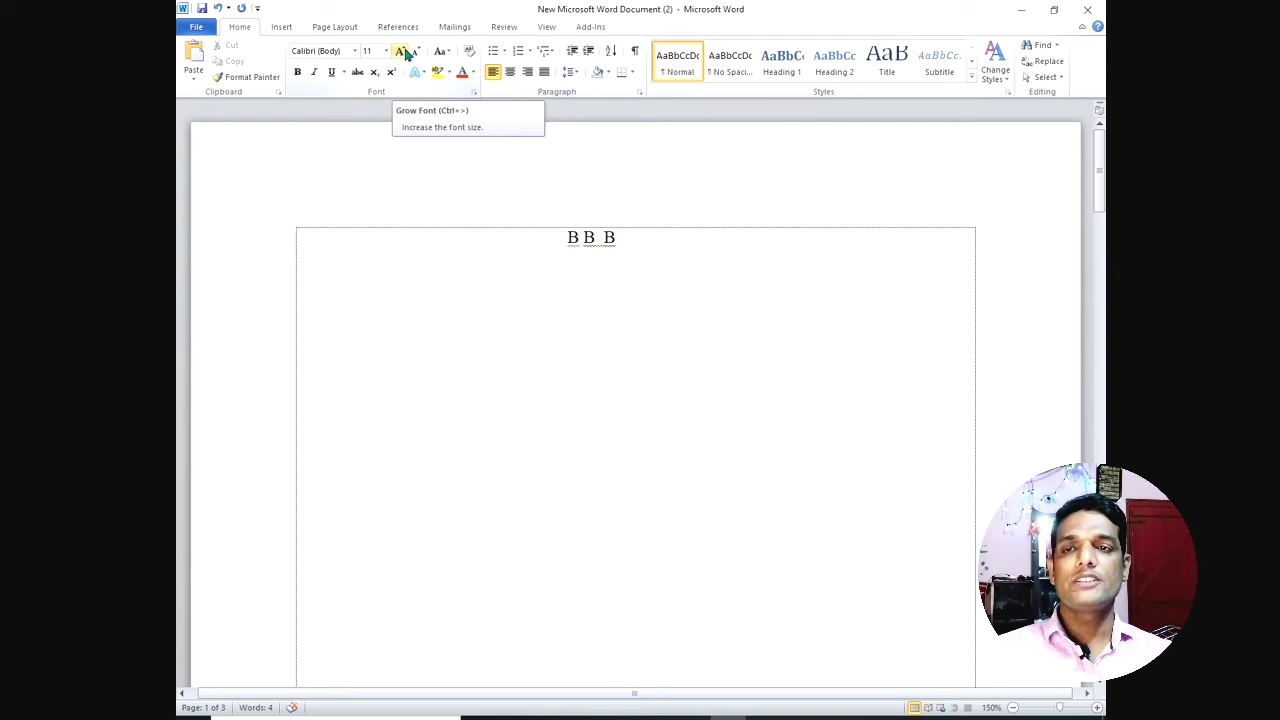 New Microsoft Word Document (2) - Microsoft Word
File Home Insert Page Layout References Mailings Review View Add-Ins
Paste
Cut
Copy
Format Painter
Clipboard
Calibri (Body) 11
B I U abc x₂ x²
Font
Paragraph
AaBbCcDc AaBbCcDc AaBbCc AaBbCc AaB AaBbCc.
¶ Normal ¶ No Spaci... Heading 1 Heading 2 Title Subtitle
Change Styles
Styles
Find
Replace
Select
Editing
Grow Font (Ctrl+>)
Increase the font size.
B B B
Page: 1 of 3 Words: 4
150%